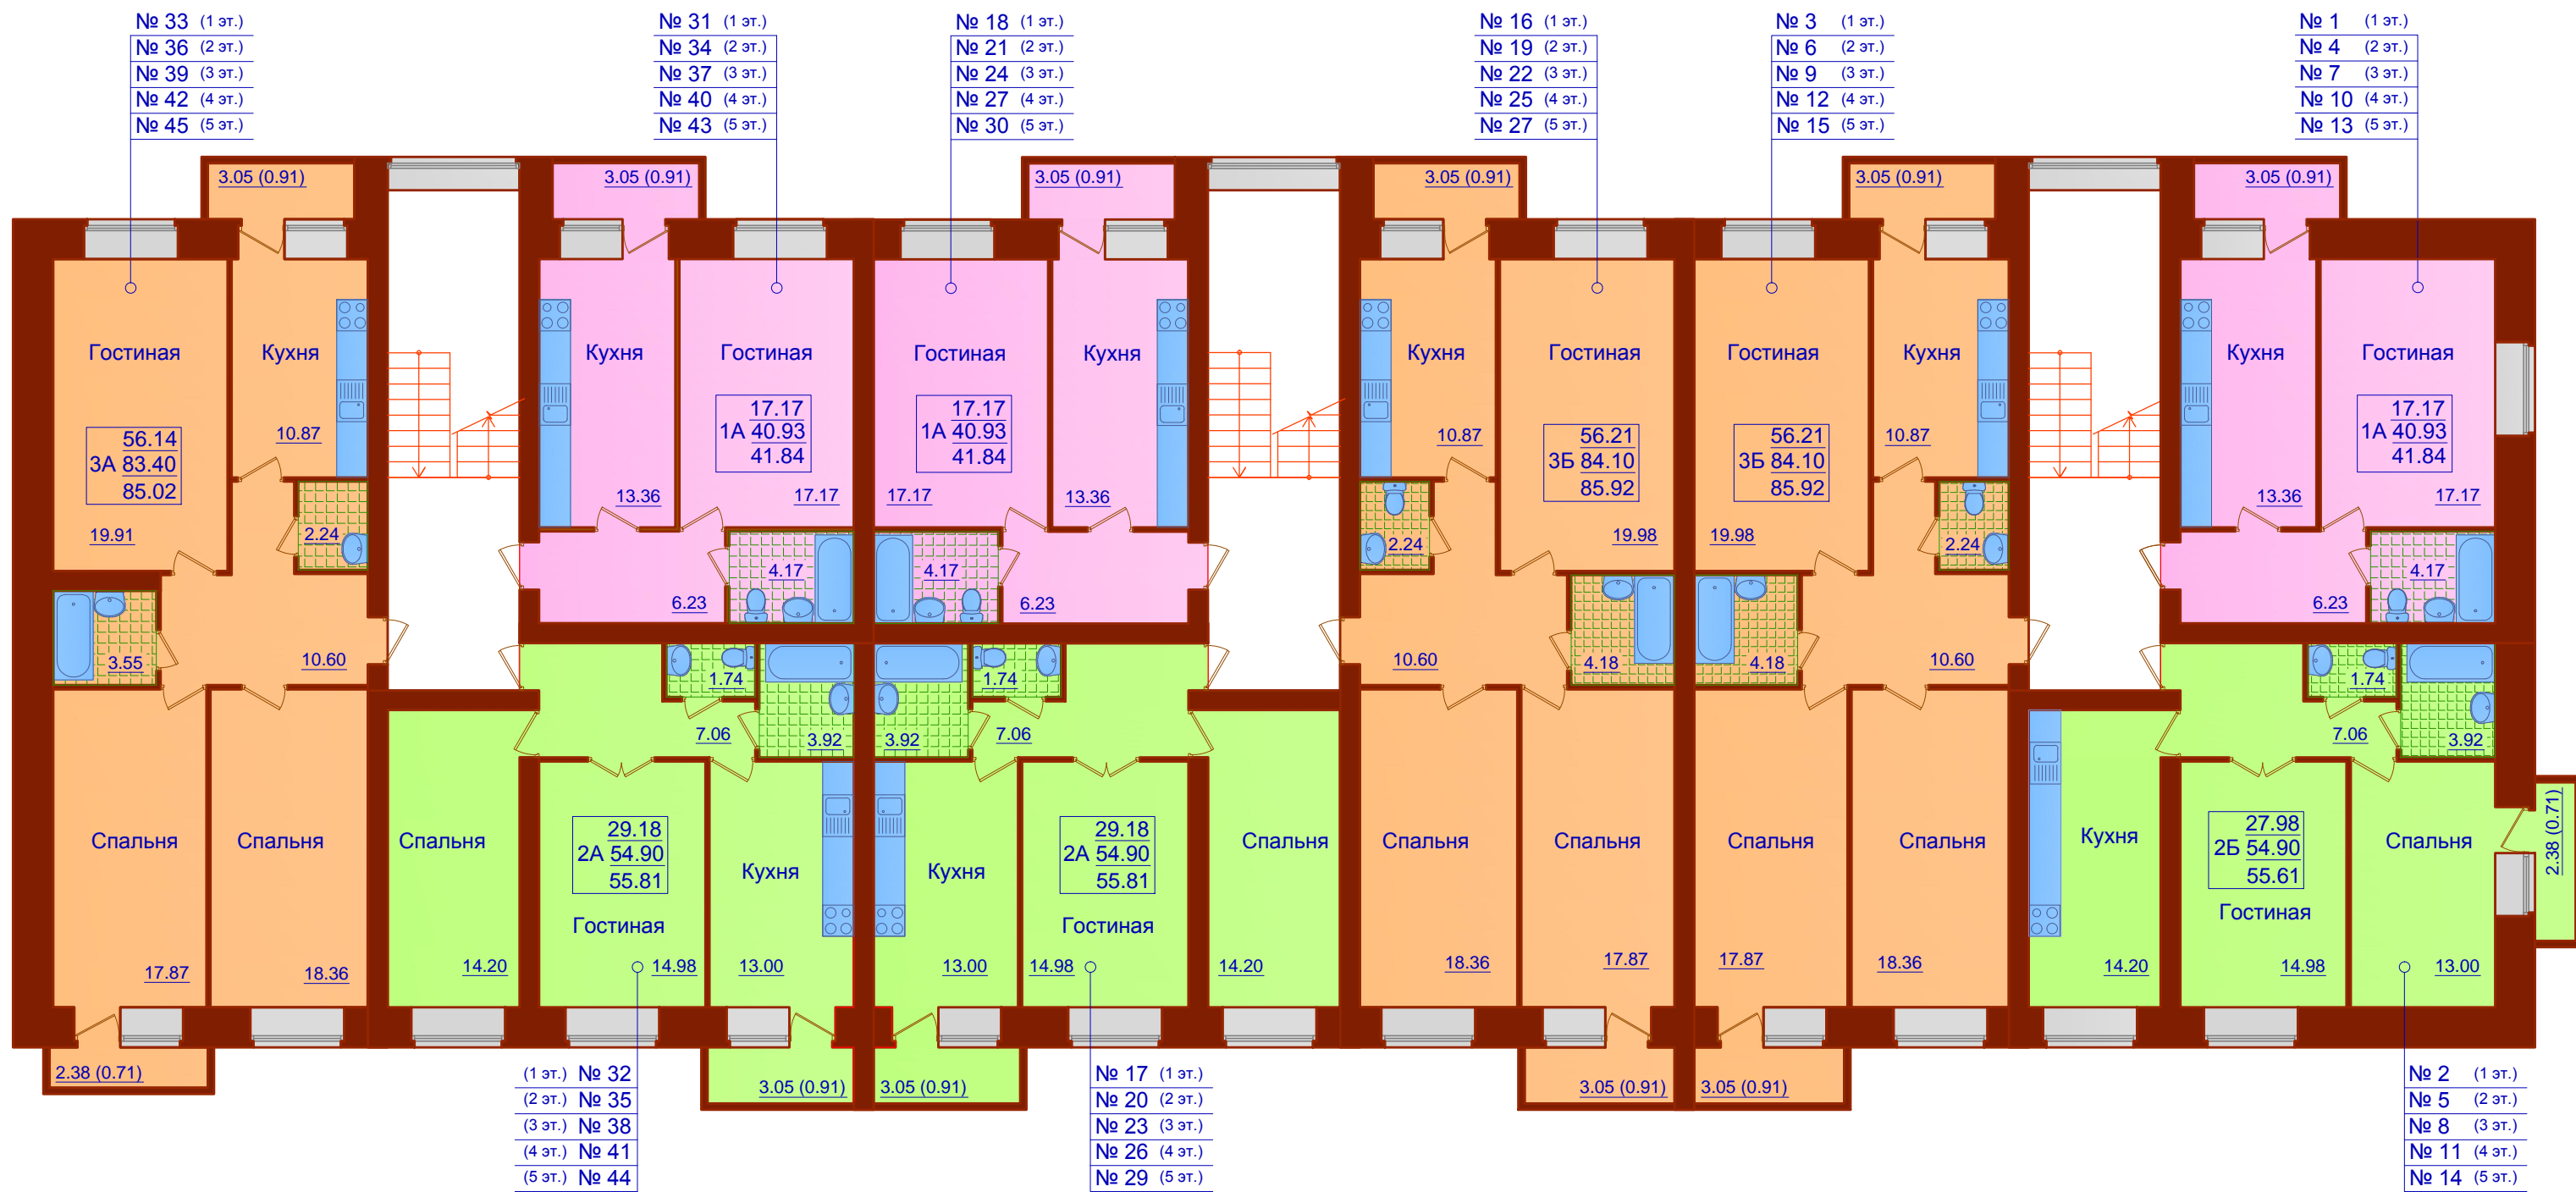 № 33 (1 эт.)
№ 36 (2 эт.)
№ 39 (3 эт.)
№ 42 (4 эт.)
№ 45 (5 эт.)
№ 31 (1 эт.)
№ 34 (2 эт.)
№ 37 (3 эт.)
№ 40 (4 эт.)
№ 43 (5 эт.)
№ 18 (1 эт.)
№ 21 (2 эт.)
№ 24 (3 эт.)
№ 27 (4 эт.)
№ 30 (5 эт.)
№ 16 (1 эт.)
№ 19 (2 эт.)
№ 22 (3 эт.)
№ 25 (4 эт.)
№ 27 (5 эт.)
№ 3 (1 эт.)
№ 6 (2 эт.)
№ 9 (3 эт.)
№ 12 (4 эт.)
№ 15 (5 эт.)
№ 1 (1 эт.)
№ 4 (2 эт.)
№ 7 (3 эт.)
№ 10 (4 эт.)
№ 13 (5 эт.)
3.05 (0.91)
Гостиная
Кухня
10.87
56.14
3А 83.40
85.02
19.91
2.24
3.55
10.60
Спальня
Спальня
17.87
18.36
2.38 (0.71)
3.05 (0.91)
Кухня
Гостиная
17.17
1А 40.93
41.84
13.36
17.17
4.17
6.23
3.05 (0.91)
Гостиная
Кухня
17.17
1А 40.93
41.84
17.17
13.36
4.17
6.23
1.74
7.06
3.92
Спальня
29.18
2А 54.90
55.81
Кухня
Гостиная
14.20
14.98
13.00
3.05 (0.91)
1.74
3.92
7.06
Кухня
29.18
2А 54.90
55.81
Гостиная
Спальня
13.00
14.98
14.20
3.05 (0.91)
3.05 (0.91)
Кухня
Гостиная
10.87
56.21
3Б 84.10
85.92
19.98
2.24
10.60
4.18
Спальня
Спальня
18.36
17.87
3.05 (0.91)
3.05 (0.91)
Гостиная
Кухня
56.21
3Б 84.10
85.92
10.87
19.98
2.24
4.18
10.60
Спальня
Спальня
17.87
18.36
3.05 (0.91)
3.05 (0.91)
Кухня
Гостиная
17.17
1А 40.93
41.84
13.36
17.17
4.17
6.23
1.74
7.06
3.92
Кухня
27.98
2Б 54.90
55.61
Гостиная
Спальня
2.38 (0.71)
14.20
14.98
13.00
(1 эт.) № 32
(2 эт.) № 35
(3 эт.) № 38
(4 эт.) № 41
(5 эт.) № 44
№ 17 (1 эт.)
№ 20 (2 эт.)
№ 23 (3 эт.)
№ 26 (4 эт.)
№ 29 (5 эт.)
№ 2 (1 эт.)
№ 5 (2 эт.)
№ 8 (3 эт.)
№ 11 (4 эт.)
№ 14 (5 эт.)